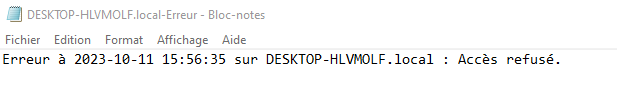 DESKTOP-HLVMOLF.local-Erreur - Bloc-notes
Fichier Edition Format Affichage Aide
Erreur à 2023-10-11 15:56:35 sur DESKTOP-HLVMOLF.local : Accès refusé.